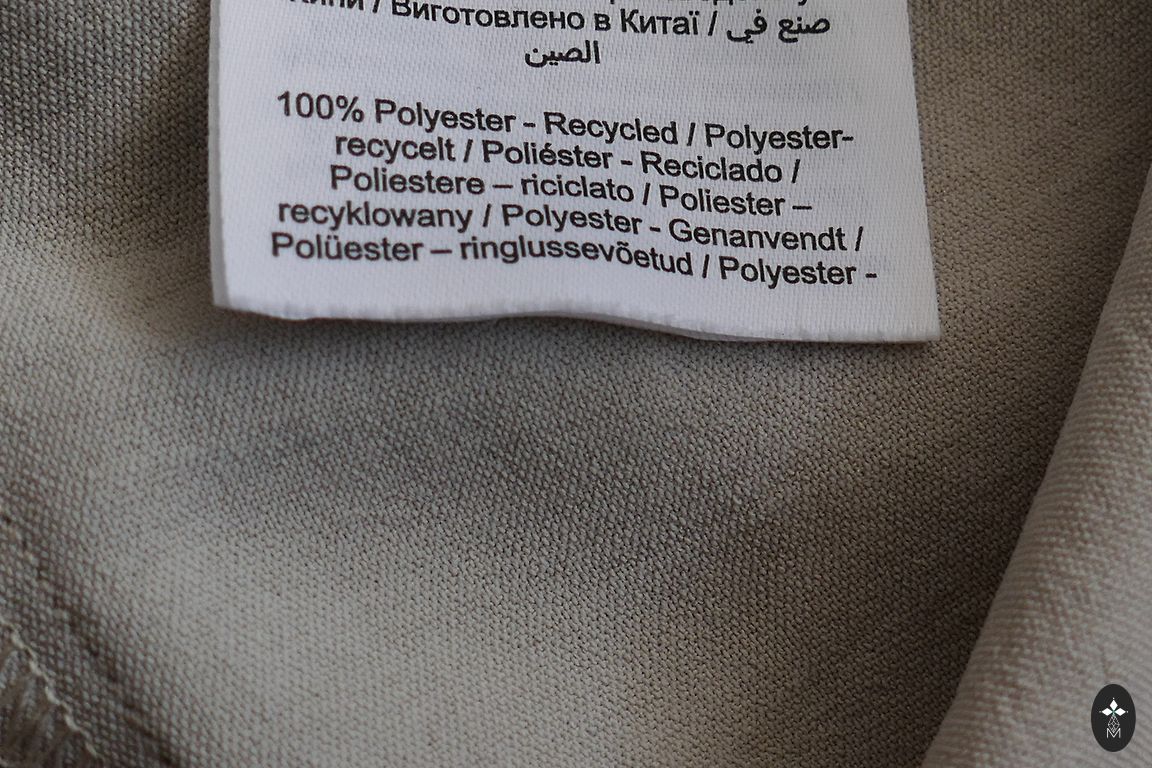 / Виготовлено в Китаї / صنع في
الصين
100% Polyester - Recycled / Polyester-
recycelt / Poliéster - Reciclado /
Poliestere – riciclato / Poliester –
recyklowany / Polyester - Genanvendt /
Polüester – ringlussevõetud / Polyester -
M